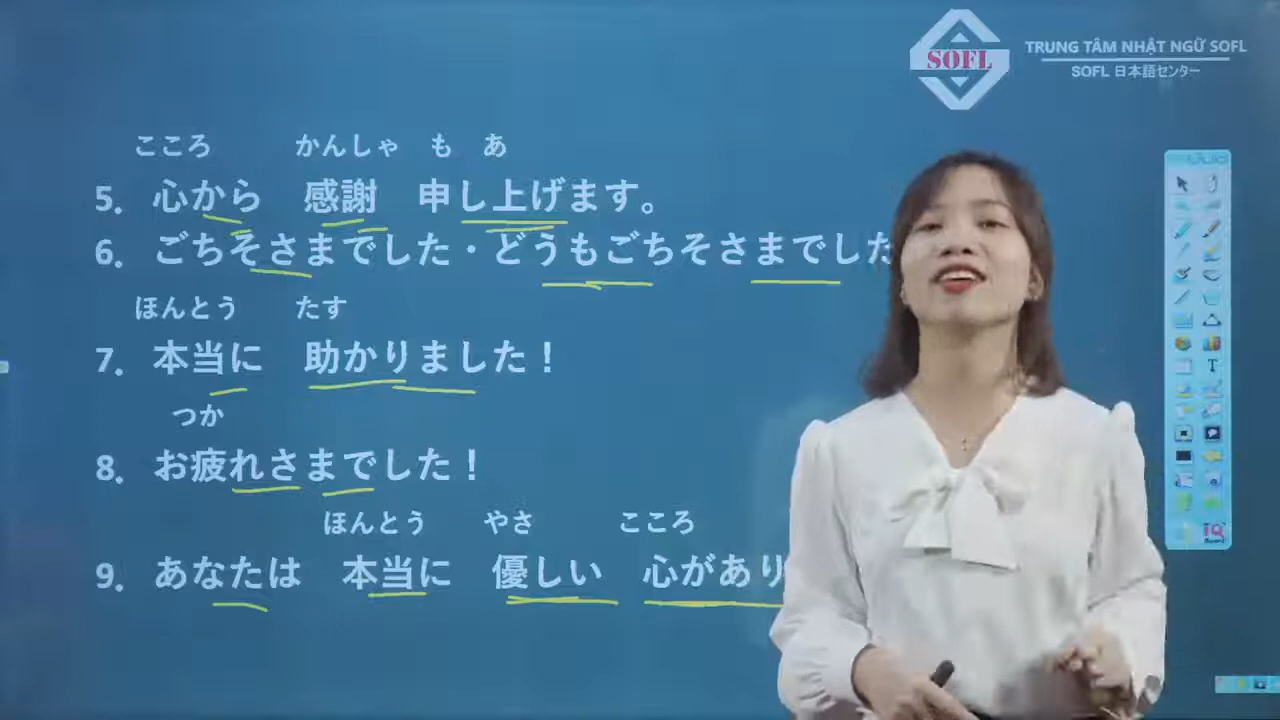 SOFL
TRUNG TÂM NHẬT NGỮ SOFL
SOFL 日本語センター
こころ かんしゃ も あ
5. 心から 感謝 申し上げます。
6. ごちそさまでした・どうもごちそさまでした
ほんとう たす
7. 本当に 助かりました！
つか
8. お疲れさまでした！
ほんとう やさ こころ
9. あなたは 本当に 優しい 心があり